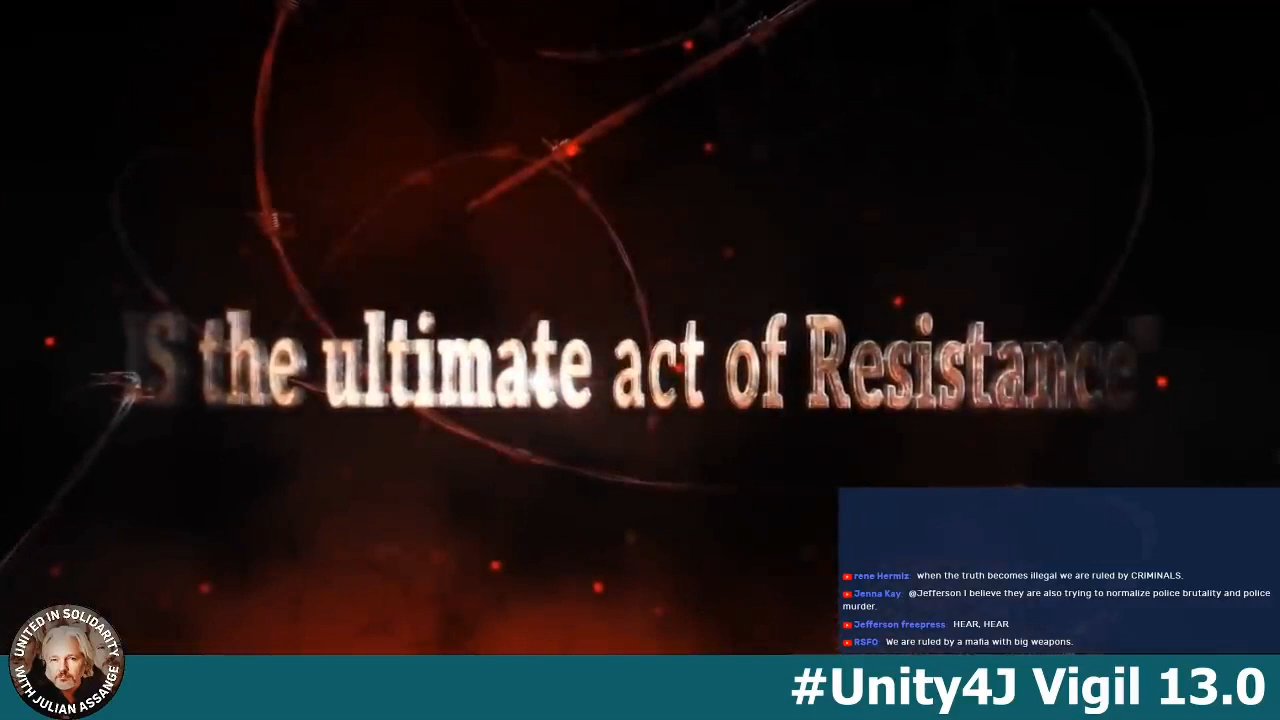 IS the ultimate act of Resistance"
rene Hermiz: when the truth becomes illegal we are ruled by CRIMINALS.
Jenna Kay: @Jefferson I believe they are also trying to normalize police brutality and police
murder.
Jefferson freepress: HEAR, HEAR
RSFO: We are ruled by a mafia with big weapons.
UNITED IN SOLIDARITY
WITH JULIAN ASSANGE
#Unity4J Vigil 13.0